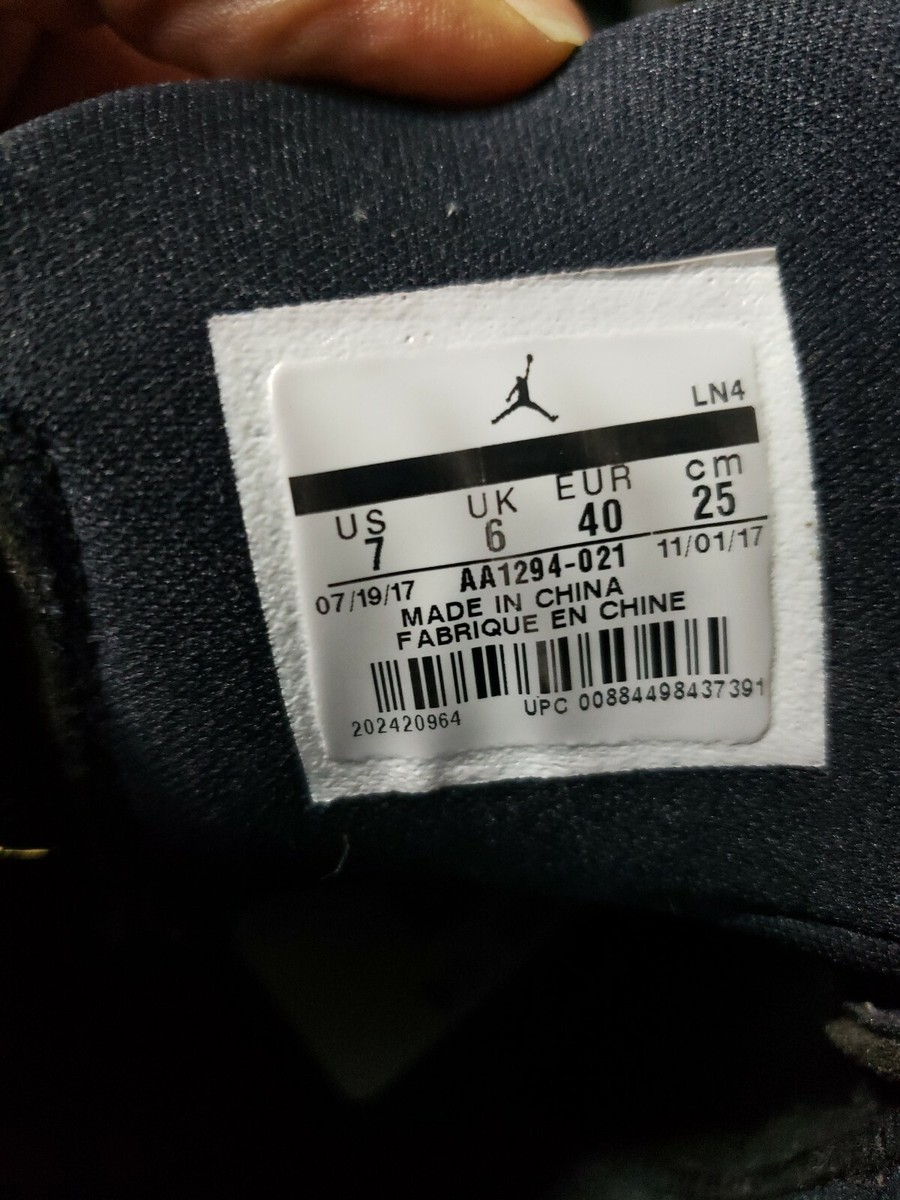 LN4
US UK EUR cm
7 6 40 25
07/19/17 AA1294-021 11/01/17
MADE IN CHINA
FABRIQUE EN CHINE
202420964 UPC 00884498437391